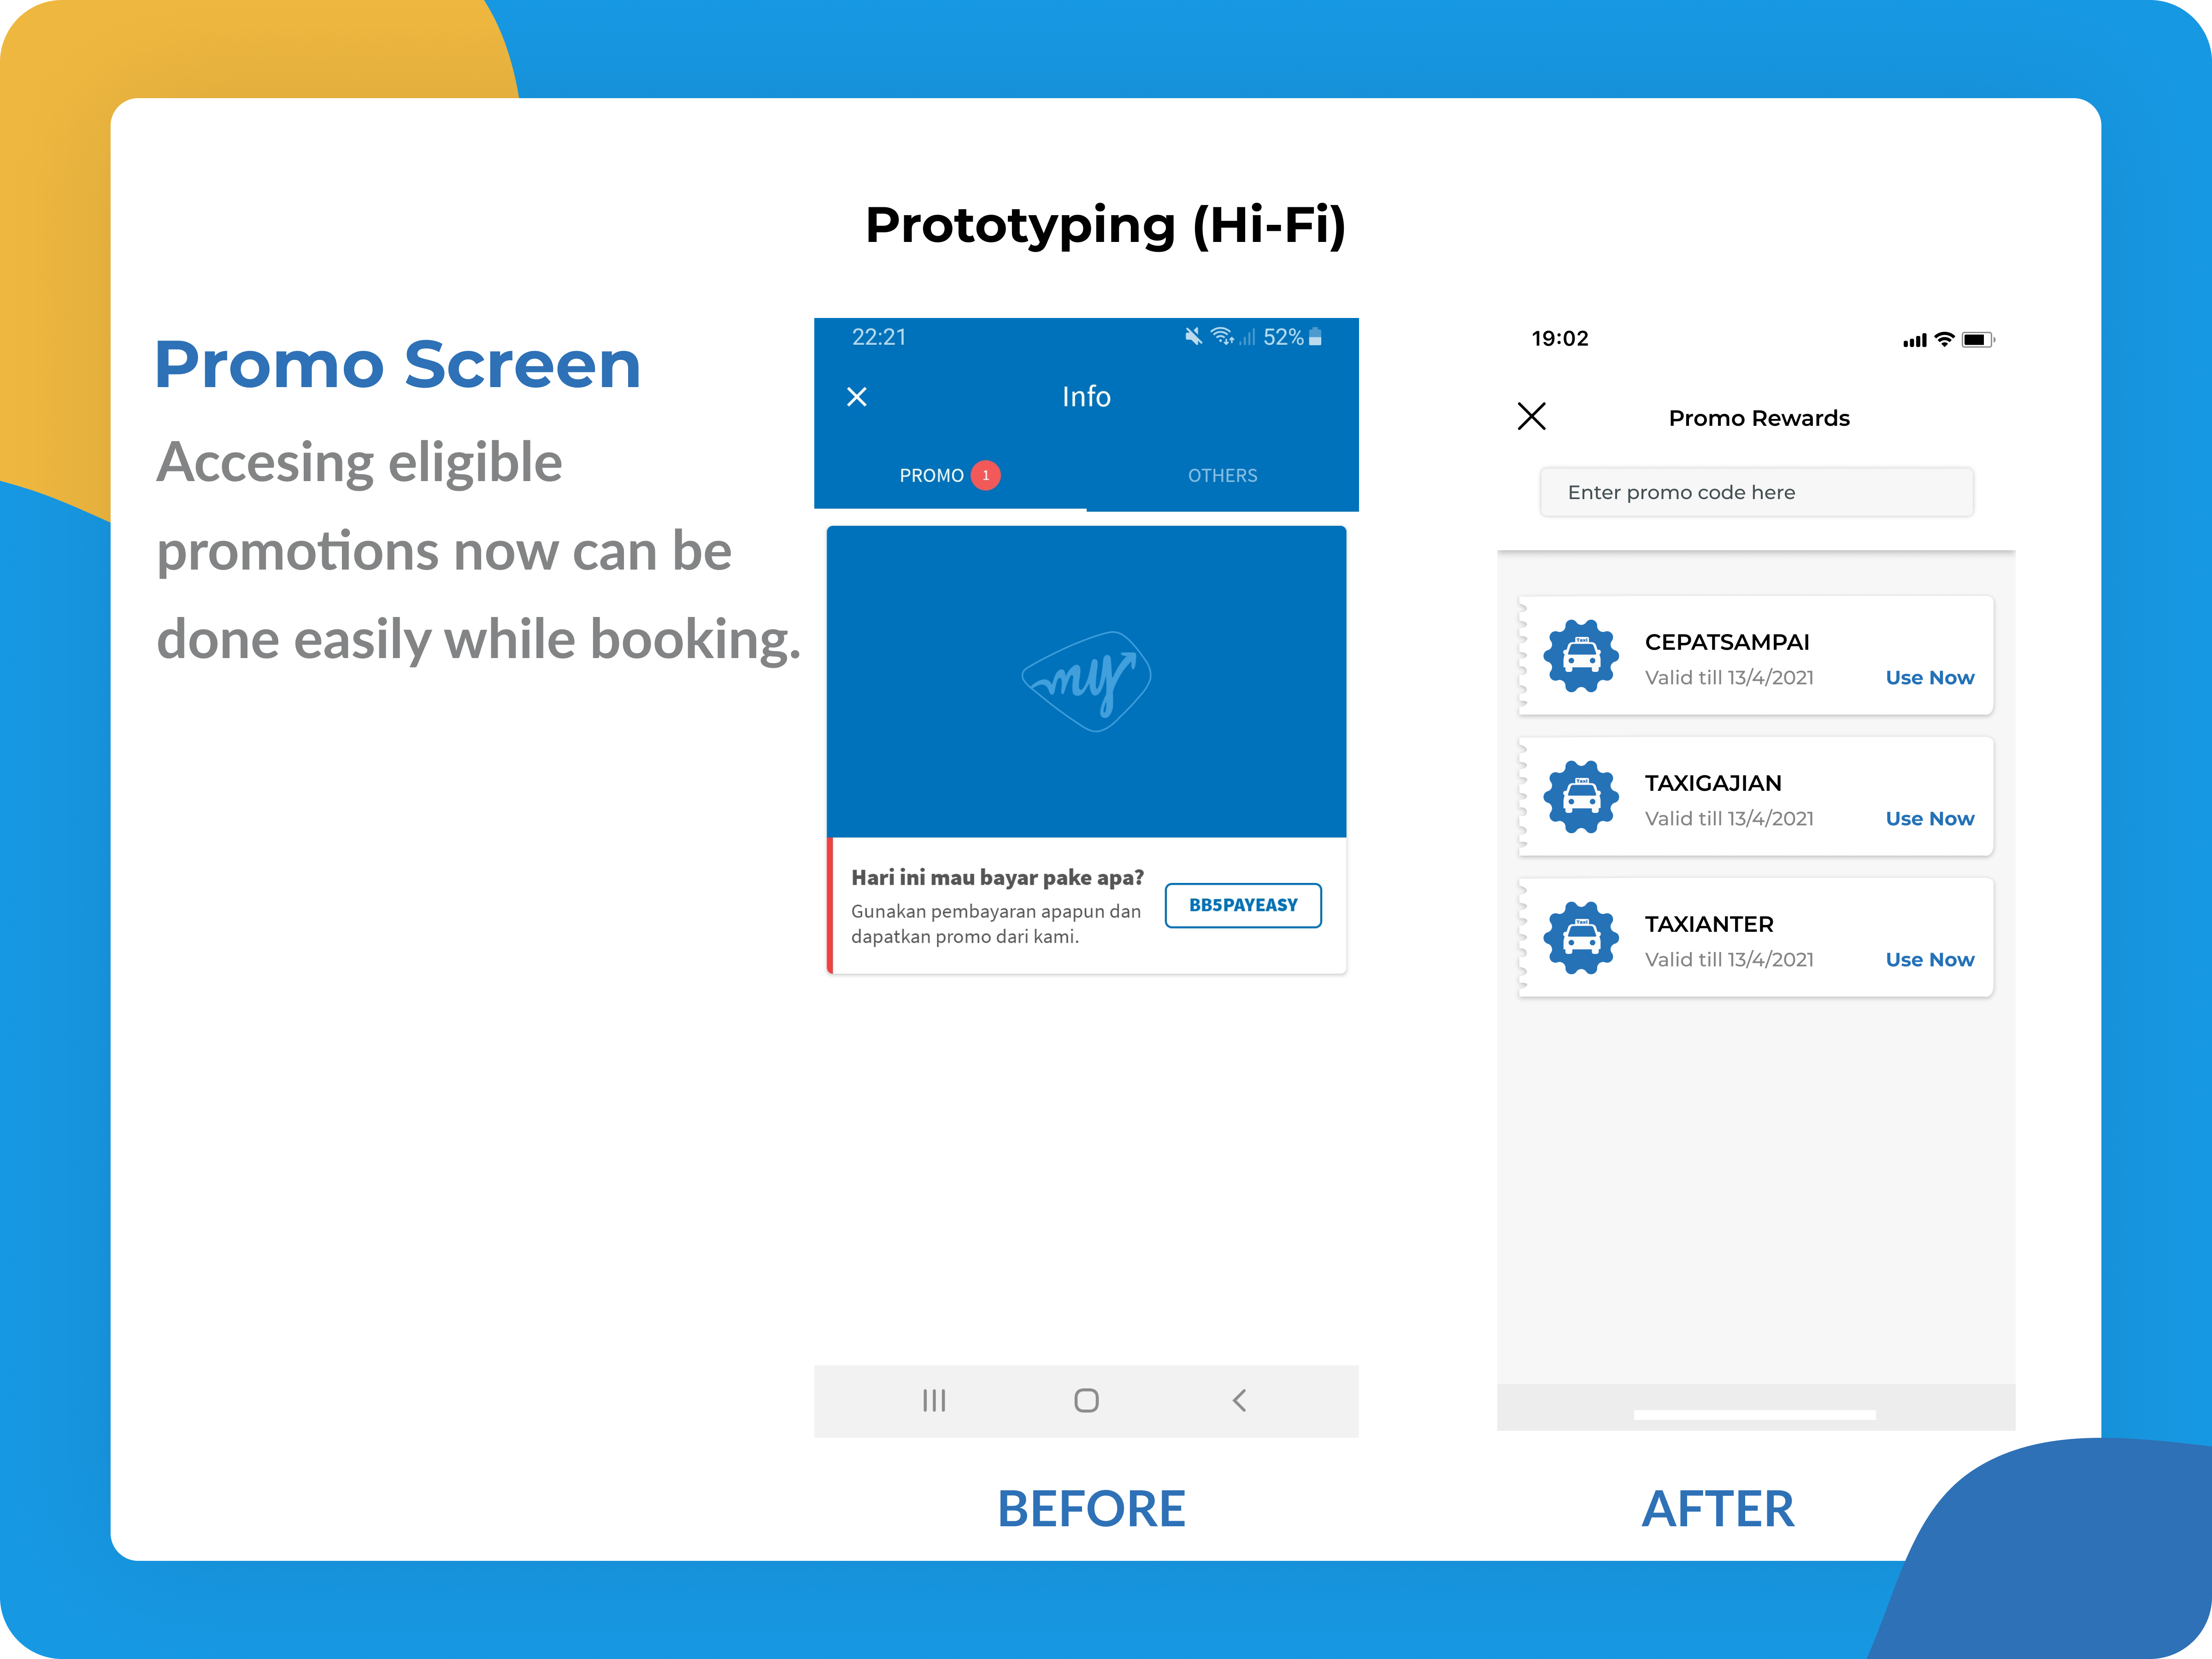 Prototyping (Hi-Fi)
Promo Screen
Accesing eligible
promotions now can be
done easily while booking.
22:21
52%
Info
PROMO 1
OTHERS
my
Hari ini mau bayar pake apa?
Gunakan pembayaran apapun dan
dapatkan promo dari kami.
BB5PAYEASY
BEFORE
19:02
Promo Rewards
Enter promo code here
Taxi
CEPATSAMPAI
Valid till 13/4/2021
Use Now
Taxi
TAXIGAJIAN
Valid till 13/4/2021
Use Now
Taxi
TAXIANTER
Valid till 13/4/2021
Use Now
AFTER